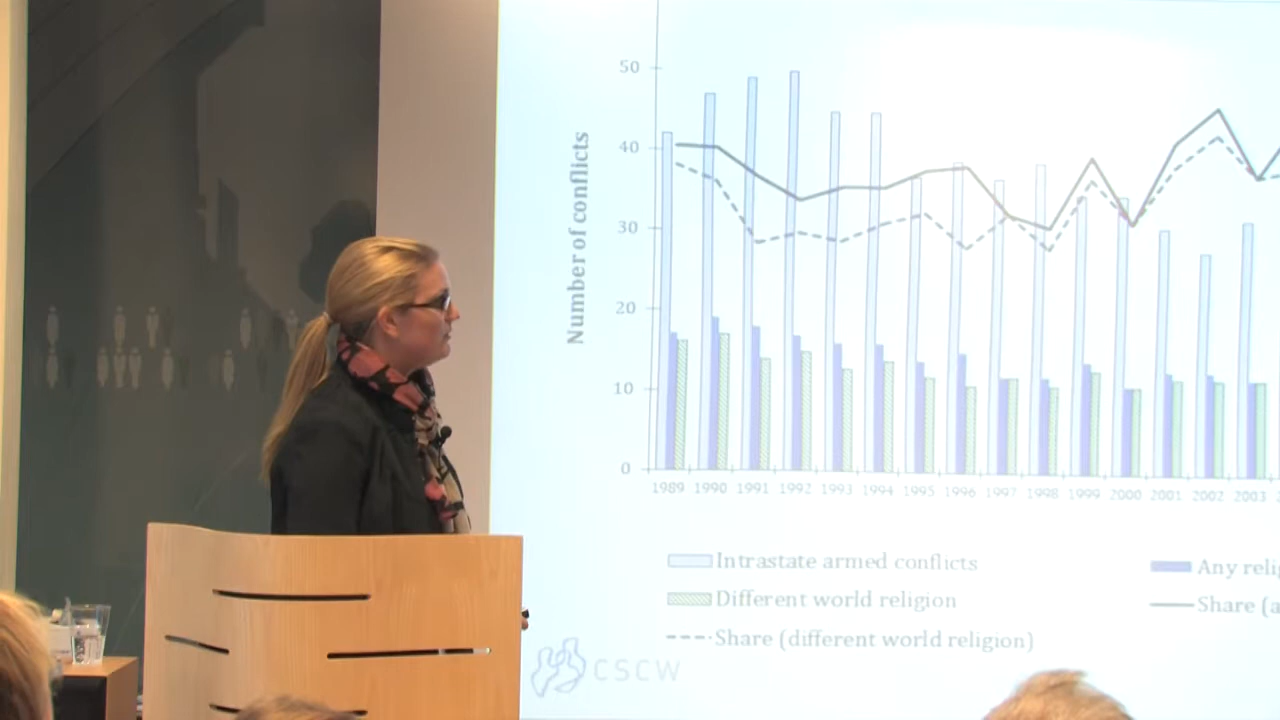 50
40
30
20
10
0
Number of conflicts
1989 1990 1991 1992 1993 1994 1995 1996 1997 1998 1999 2000 2001 2002 2003
Intrastate armed conflicts
Any relig
Different world religion
Share (a
Share (different world religion)
CSCW